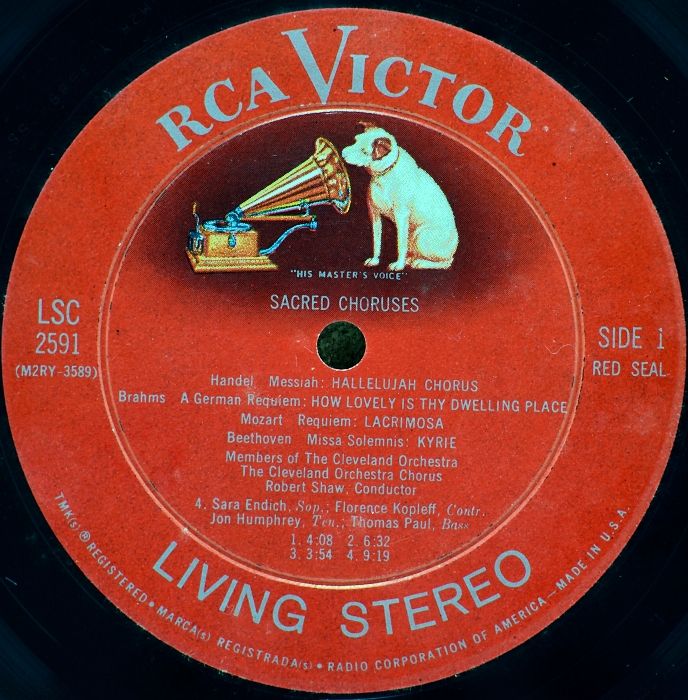 RCA VICTOR
"HIS MASTER'S VOICE"
SACRED CHORUSES
LSC
2591
(M2RY-3589)
SIDE 1
RED SEAL
Handel Messiah: HALLELUJAH CHORUS
Brahms A German Requiem: HOW LOVELY IS THY DWELLING PLACE
Mozart Requiem: LACRIMOSA
Beethoven Missa Solemnis: KYRIE
Members of The Cleveland Orchestra
The Cleveland Orchestra Chorus
Robert Shaw, Conductor
4. Sara Endich, Sop.; Florence Kopleff, Contr.
Jon Humphrey, Ten.; Thomas Paul, Bass
1. 4:08 2. 6:32
3. 3:54 4. 9:19
LIVING STEREO
TMK(s) ® REGISTERED • MARCA(s) REGISTRADA(s) • RADIO CORPORATION OF AMERICA—MADE IN U.S.A.